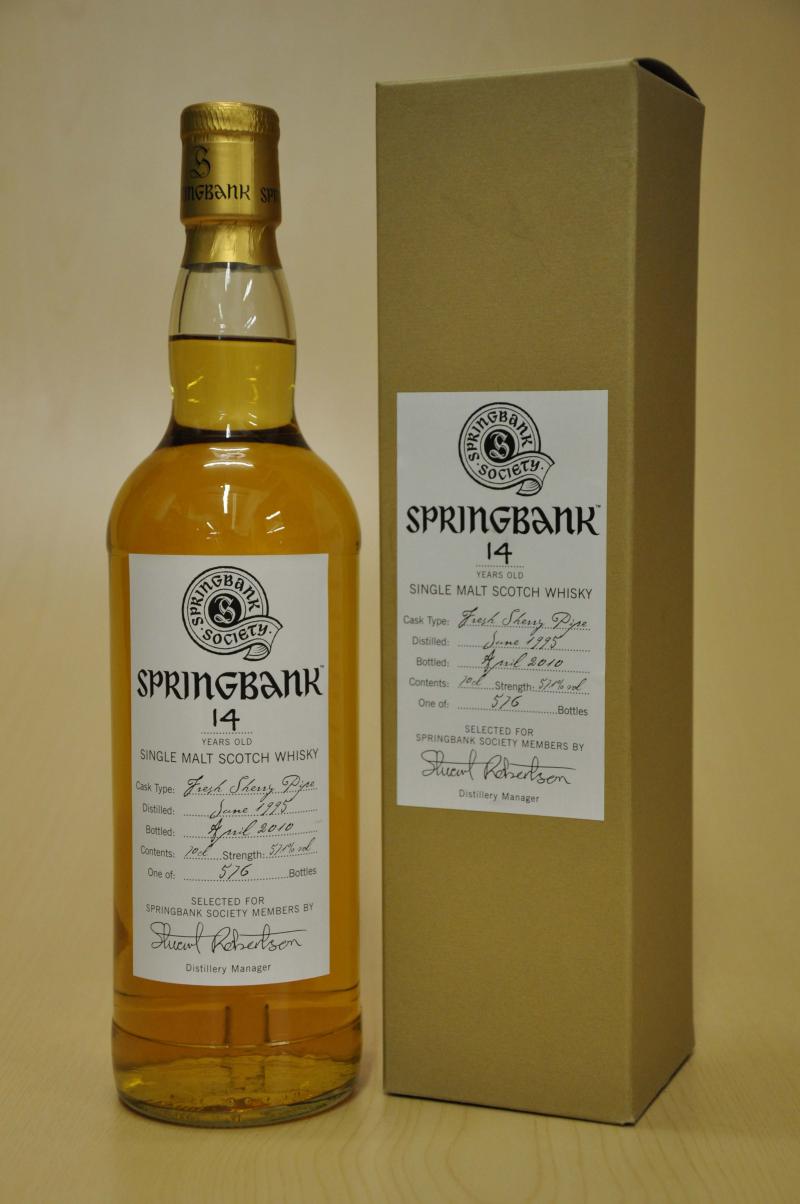 S
INGBANK SPR
SPRINGBANK
SOCIETY.
S
SPRINGBANK™
14
YEARS OLD
SINGLE MALT SCOTCH WHISKY
Cask Type: Fresh Sherry Pipe
Distilled: June 1995
Bottled: April 2010
Contents: 70cl Strength: 57.1% vol
One of: 576 Bottles
SELECTED FOR
SPRINGBANK SOCIETY MEMBERS BY
Stuart Robertson
Distillery Manager
SPRINGBANK
· SOCIETY ·
S
SPRINGBANK™
14
YEARS OLD
SINGLE MALT SCOTCH WHISKY
Cask Type: Fresh Sherry Pipe
Distilled: June 1995
Bottled: April 2010
Contents: 70cl Strength: 57.1% vol
One of: 576 Bottles
SELECTED FOR
SPRINGBANK SOCIETY MEMBERS BY
Stuart Robertson
Distillery Manager